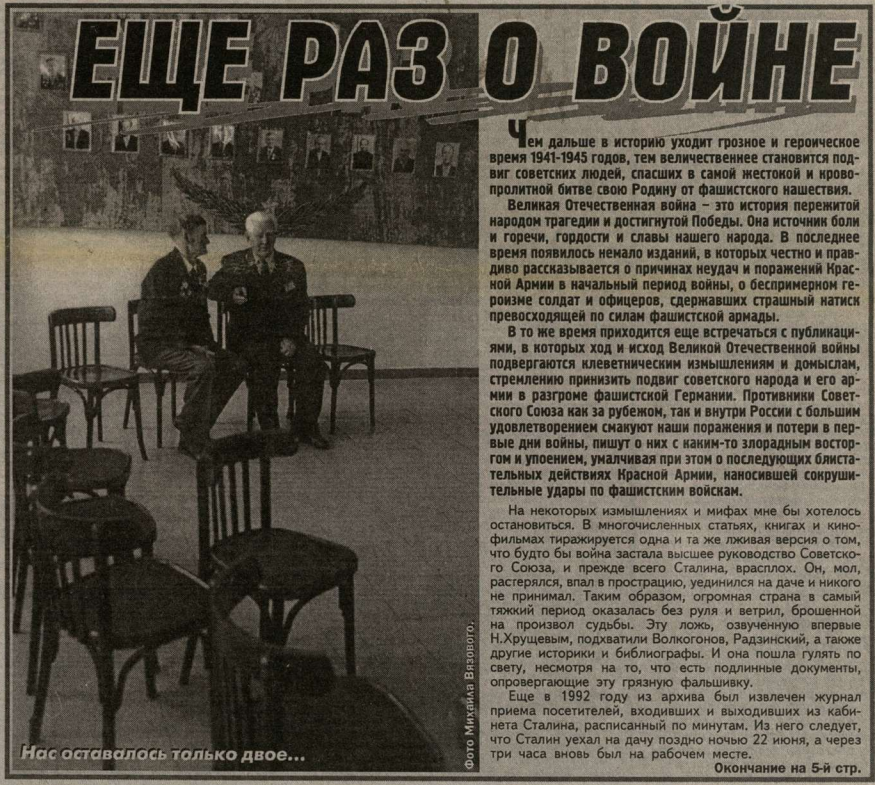 ЕЩЕ РАЗ О ВОЙНЕ
Чем дальше в историю уходит грозное и героическое
время 1941-1945 годов, тем величественнее становится под-
виг советских людей, спасших в самой жестокой и крово-
пролитной битве свою Родину от фашистского нашествия.
Великая Отечественная война – это история пережитой
народом трагедии и достигнутой Победы. Она источник боли
и горечи, гордости и славы нашего народа. В последнее
время появилось немало изданий, в которых честно и прав-
диво рассказывается о причинах неудач и поражений Крас-
ной Армии в начальный период войны, о беспримерном ге-
роизме солдат и офицеров, сдержавших страшный натиск
превосходящей по силам фашистской армады.
В то же время приходится еще встречаться с публикаци-
ями, в которых ход и исход Великой Отечественной войны
подвергаются клеветническим измышлениям и домыслам,
стремлению принизить подвиг советского народа и его ар-
мии в разгроме фашистской Германии. Противники Совет-
ского Союза как за рубежом, так и внутри России с большим
удовлетворением смакуют наши поражения и потери в пер-
вые дни войны, пишут о них с каким-то злорадным востор-
гом и упоением, умалчивая при этом о последующих блиста-
тельных действиях Красной Армии, наносившей сокруши-
тельные удары по фашистским войскам.
На некоторых измышлениях и мифах мне бы хотелось
остановиться. В многочисленных статьях, книгах и кино-
фильмах тиражируется одна и та же лживая версия о том,
что будто бы война застала высшее руководство Советско-
го Союза, и прежде всего Сталина, врасплох. Он, мол,
растерялся, впал в прострацию, уединился на даче и никого
не принимал. Таким образом, огромная страна в самый
тяжкий период оказалась без руля и ветрил, брошенной
на произвол судьбы. Эту ложь, озвученную впервые
Н.Хрущевым, подхватили Волкогонов, Радзинский, а также
другие историки и библиографы. И она пошла гулять по
свету, несмотря на то, что есть подлинные документы,
опровергающие эту грязную фальшивку.
Еще в 1992 году из архива был извлечен журнал
приема посетителей, входивших и выходивших из каби-
нета Сталина, расписанный по минутам. Из него следует,
что Сталин уехал на дачу поздно ночью 22 июня, а через
три часа вновь был на рабочем месте.
Окончание на 5-й стр.
Фото Михаила Вязового.
Нас оставалось только двое...